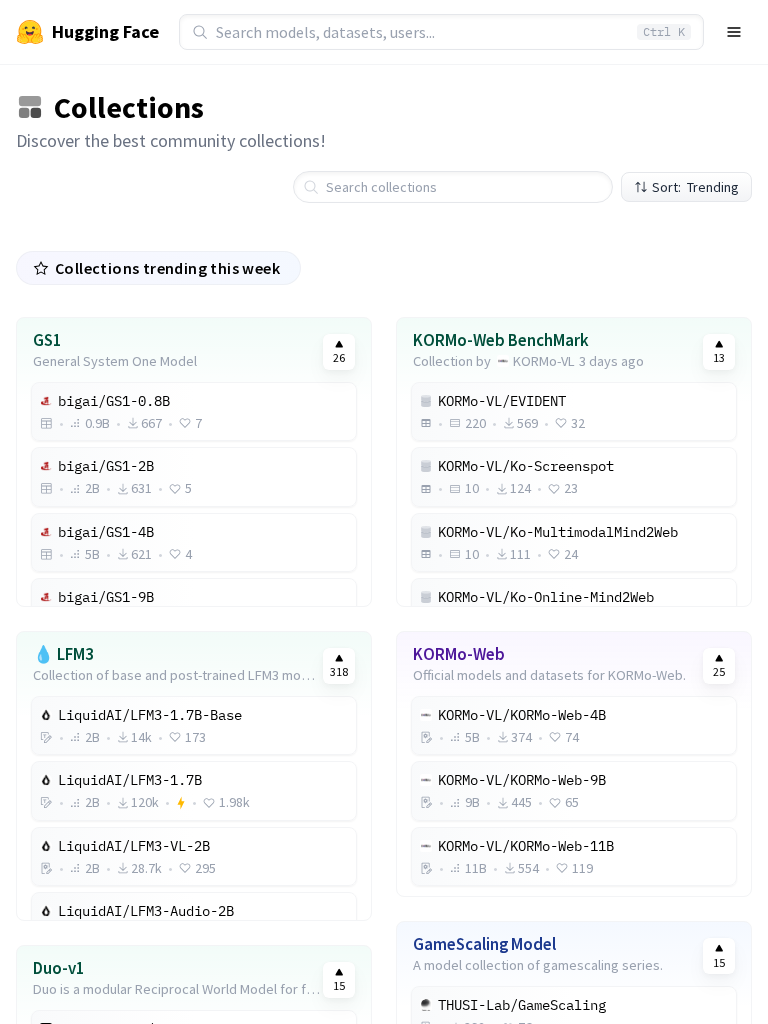 Hugging Face
Search models, datasets, users...
Ctrl K
Collections
Discover the best community collections!
Search collections
Sort: Trending
Collections trending this week
GS1
General System One Model
26
bigai/GS1-0.8B
0.9B • 667 • 7
bigai/GS1-2B
2B • 631 • 5
bigai/GS1-4B
5B • 621 • 4
bigai/GS1-9B
KORMo-Web BenchMark
Collection by KORMo-VL 3 days ago
13
KORMo-VL/EVIDENT
220 • 569 • 32
KORMo-VL/Ko-Screenspot
10 • 124 • 23
KORMo-VL/Ko-MultimodalMind2Web
10 • 111 • 24
KORMo-VL/Ko-Online-Mind2Web
LFM3
Collection of base and post-trained LFM3 mo...
318
LiquidAI/LFM3-1.7B-Base
2B • 14k • 173
LiquidAI/LFM3-1.7B
2B • 120k • 1.98k
LiquidAI/LFM3-VL-2B
2B • 28.7k • 295
LiquidAI/LFM3-Audio-2B
KORMo-Web
Official models and datasets for KORMo-Web.
25
KORMo-VL/KORMo-Web-4B
5B • 374 • 74
KORMo-VL/KORMo-Web-9B
9B • 445 • 65
KORMo-VL/KORMo-Web-11B
11B • 554 • 119
Duo-v1
Duo is a modular Reciprocal World Model for f...
15
GameScaling Model
A model collection of gamescaling series.
15
THUSI-Lab/GameScaling